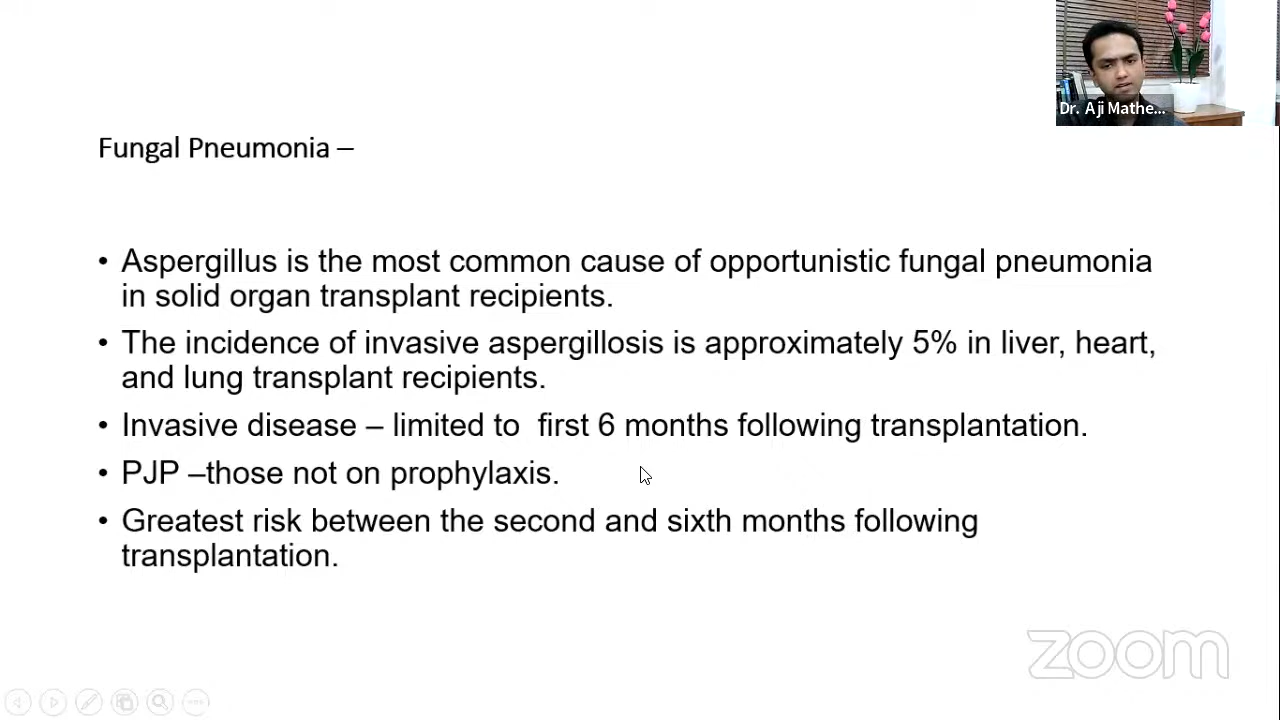 Dr. Aji Mathe...
Fungal Pneumonia –
• Aspergillus is the most common cause of opportunistic fungal pneumonia
in solid organ transplant recipients.
• The incidence of invasive aspergillosis is approximately 5% in liver, heart,
and lung transplant recipients.
• Invasive disease – limited to  first 6 months following transplantation.
• PJP –those not on prophylaxis.
• Greatest risk between the second and sixth months following
transplantation.
zoom